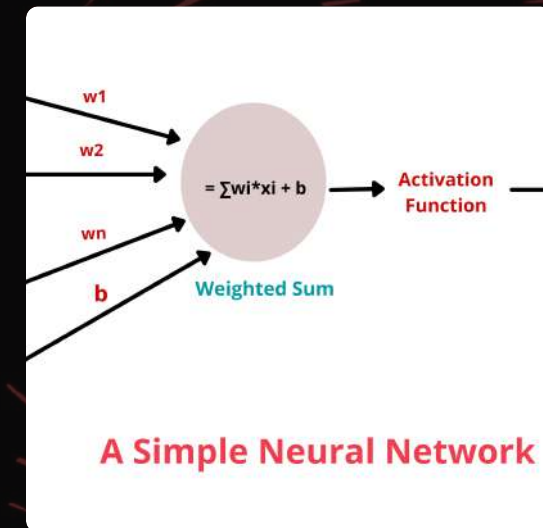 w1
w2
= ∑wi*xi + b
Activation
Function
wn
b
Weighted Sum
A Simple Neural Network